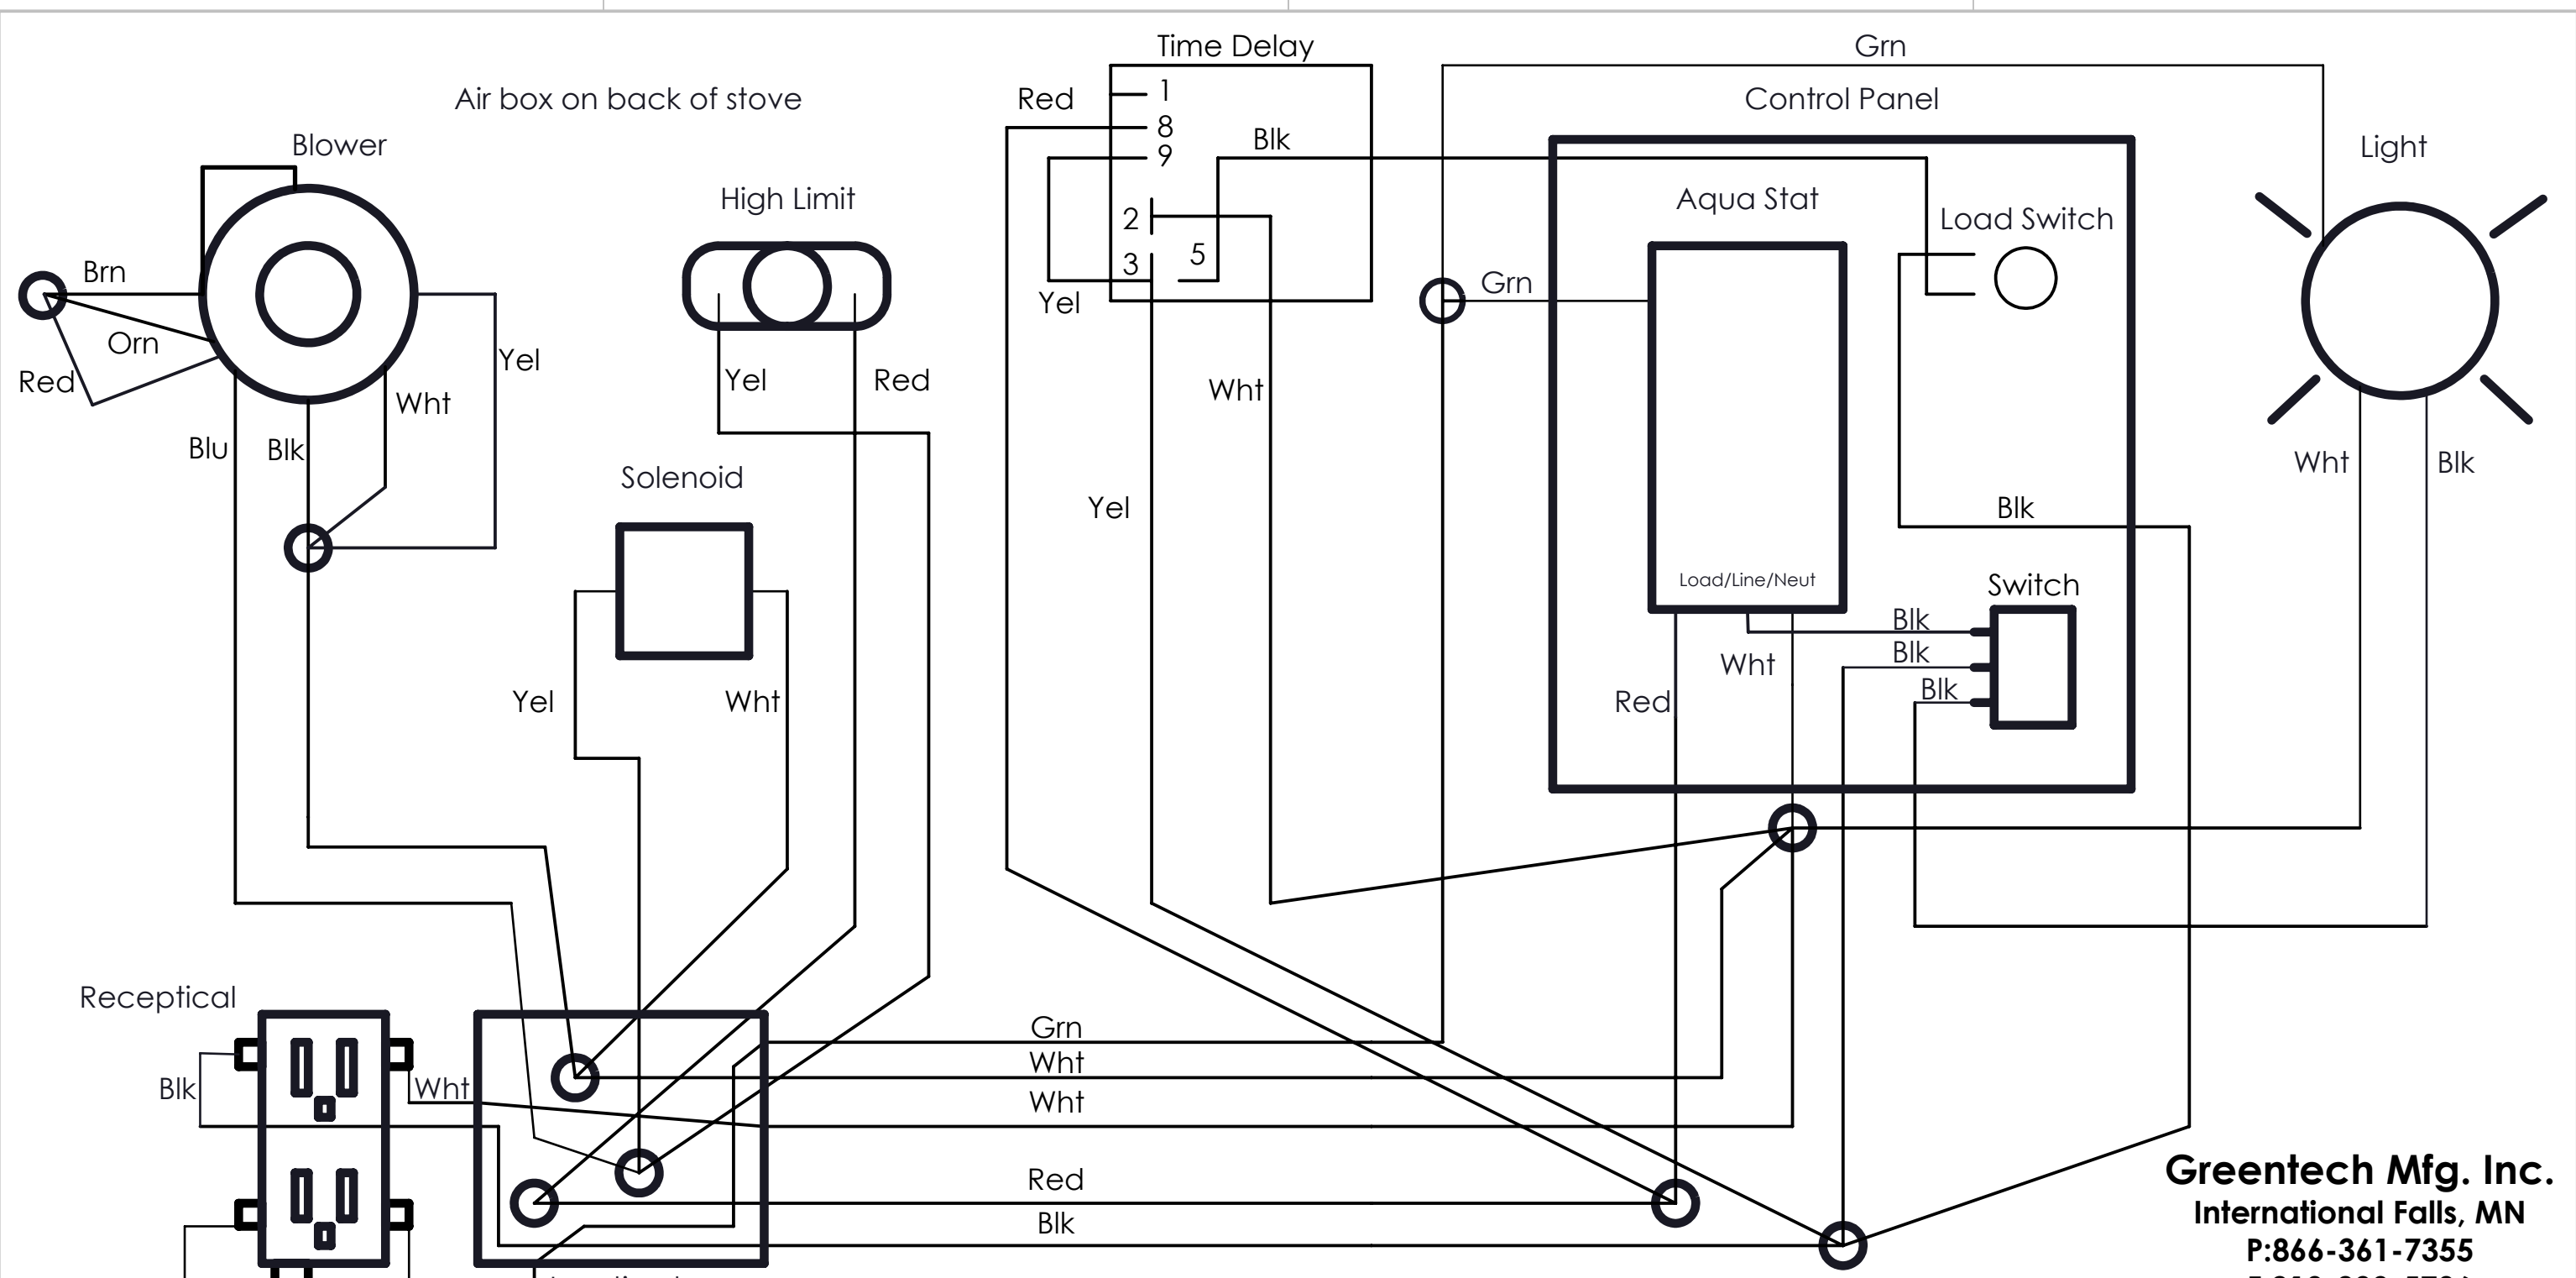 Time Delay
Grn
Air box on back of stove
Red
1
Control Panel
8
Blower
Blk
Light
9
High Limit
Aqua Stat
2
Load Switch
5
3
Brn
Grn
Yel
Orn
Yel
Red
Yel
Red
Wht
Wht
Blu
Blk
Wht
Blk
Solenoid
Yel
Blk
Load/Line/Neut
Switch
Blk
Blk
Wht
Blk
Yel
Wht
Red
Receptical
Grn
Wht
Blk
Wht
Wht
Red
Blk
Greentech Mfg. Inc.
International Falls, MN
P:866-361-7355